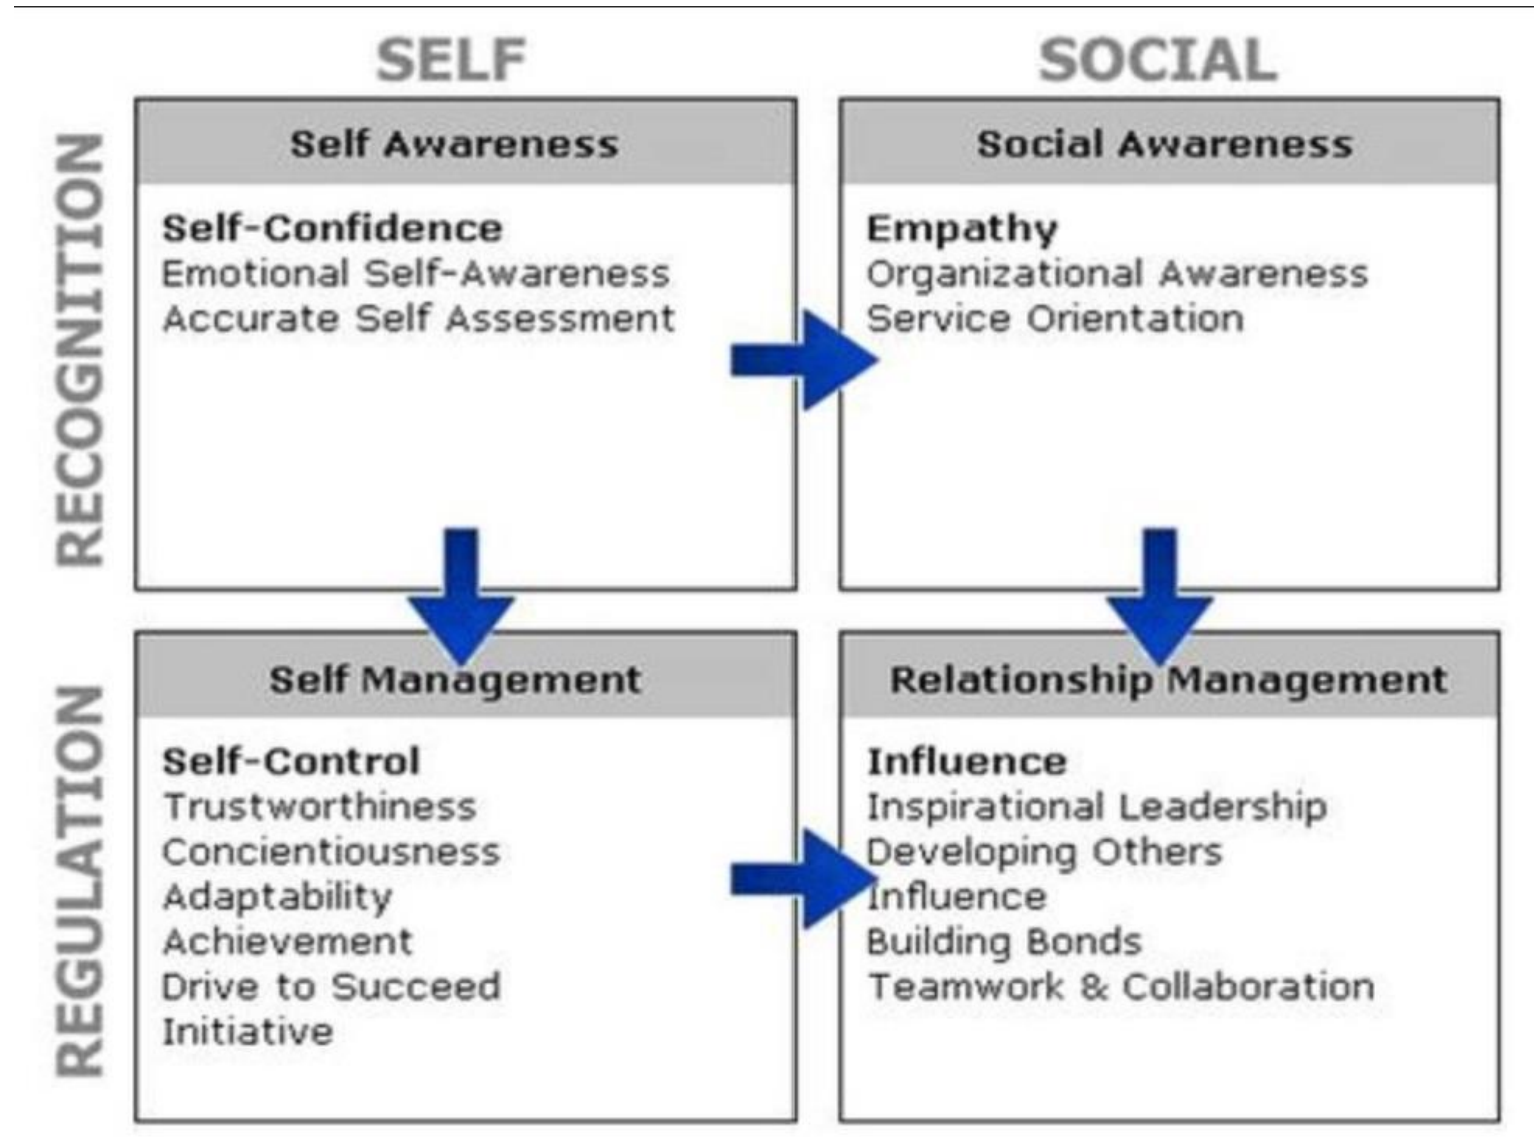 SELF
SOCIAL
RECOGNITION
Self Awareness
Self-Confidence
Emotional Self-Awareness
Accurate Self Assessment
Social Awareness
Empathy
Organizational Awareness
Service Orientation
REGULATION
Self Management
Self-Control
Trustworthiness
Concientiousness
Adaptability
Achievement
Drive to Succeed
Initiative
Relationship Management
Influence
Inspirational Leadership
Developing Others
Influence
Building Bonds
Teamwork & Collaboration